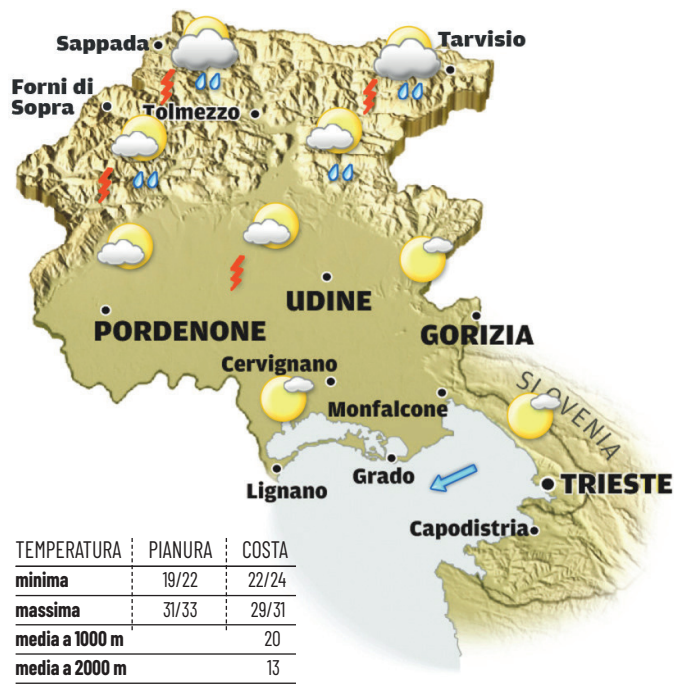 Sappada
Tarvisio
Forni di
Sopra
Tolmezzo
UDINE
PORDENONE
GORIZIA
Cervignano
SLOVENIA
Monfalcone
Grado
TRIESTE
Lignano
Capodistria
TEMPERATURA PIANURA COSTA
minima 19/22 22/24
massima 31/33 29/31
media a 1000 m 20
media a 2000 m 13